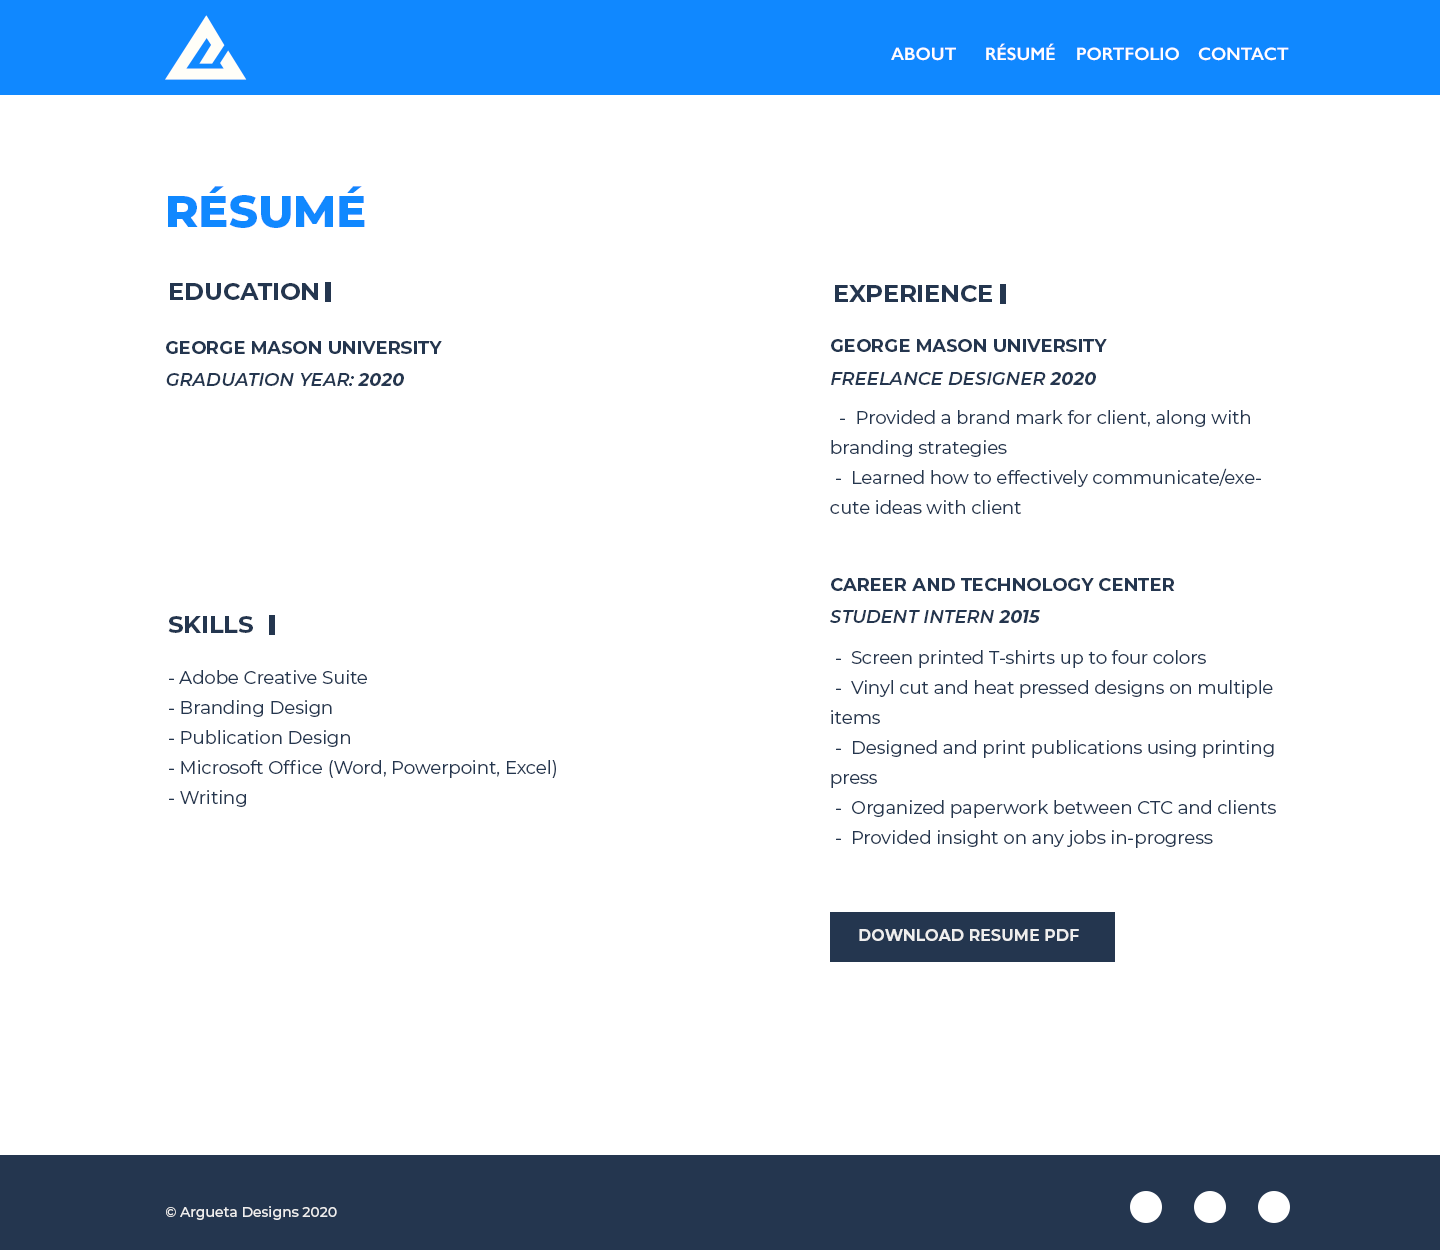 ABOUT RÉSUMÉ PORTFOLIO CONTACT
RÉSUMÉ
EDUCATION
GEORGE MASON UNIVERSITY
GRADUATION YEAR: 2020
SKILLS
- Adobe Creative Suite
- Branding Design
- Publication Design
- Microsoft Office (Word, Powerpoint, Excel)
- Writing
EXPERIENCE
GEORGE MASON UNIVERSITY
FREELANCE DESIGNER 2020
- Provided a brand mark for client, along with
branding strategies
- Learned how to effectively communicate/exe-
cute ideas with client
CAREER AND TECHNOLOGY CENTER
STUDENT INTERN 2015
- Screen printed T-shirts up to four colors
- Vinyl cut and heat pressed designs on multiple
items
- Designed and print publications using printing
press
- Organized paperwork between CTC and clients
- Provided insight on any jobs in-progress
DOWNLOAD RESUME PDF
© Argueta Designs 2020